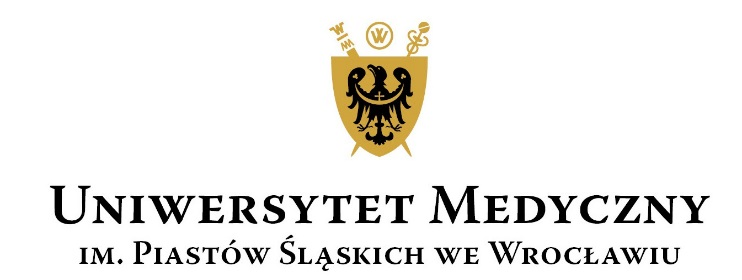 W
UNIWERSYTET MEDYCZNY
IM. PIASTÓW ŚLĄSKICH WE WROCŁAWIU